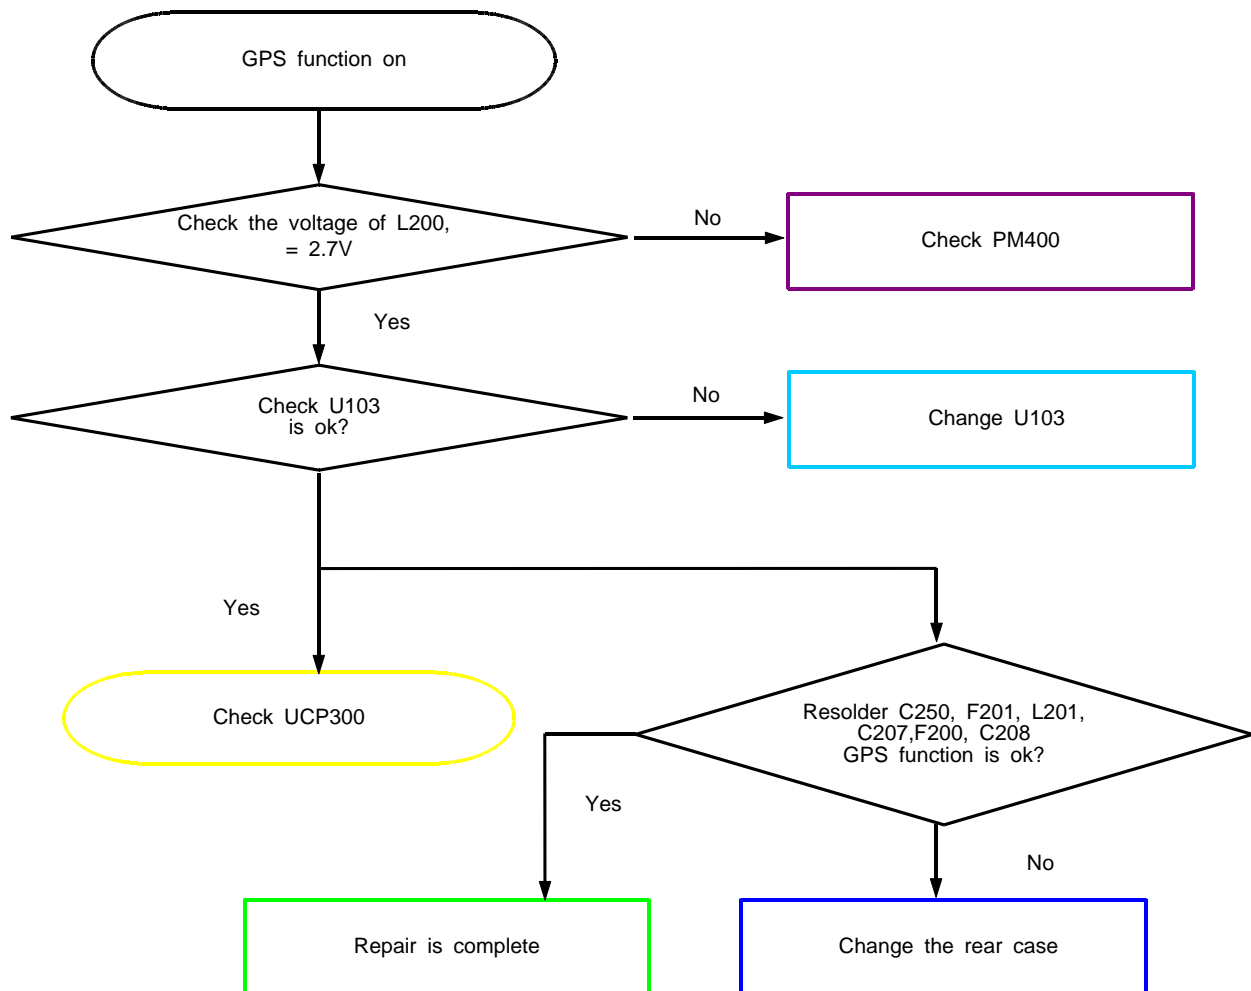 GPS function on
Check the voltage of L200,
= 2.7V
No
Check PM400
Yes
Check U103
is ok?
No
Change U103
Yes
Check UCP300
Resolder C250, F201, L201,
C207,F200, C208
GPS function is ok?
Yes
No
Repair is complete
Change the rear case